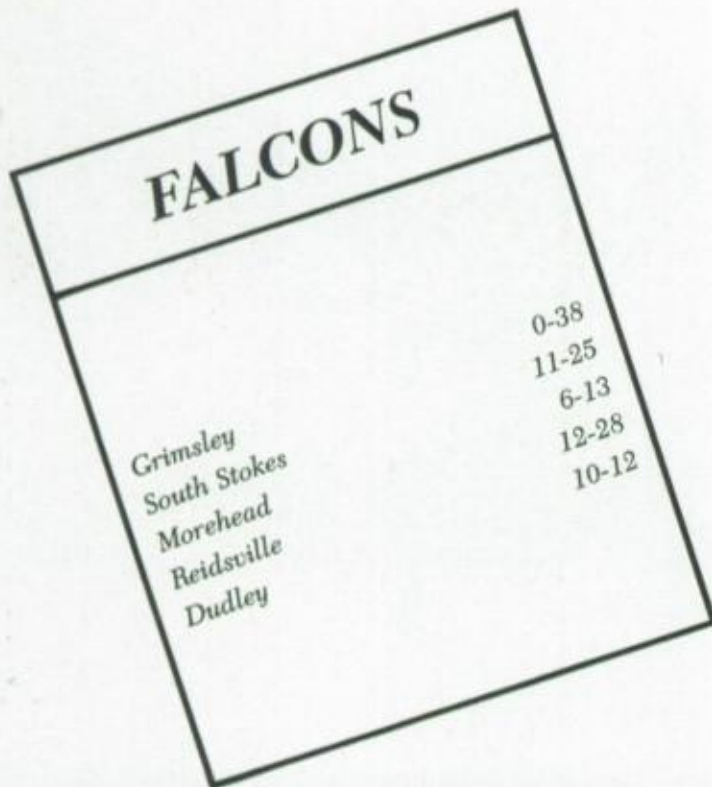 FALCONS
Grimsley 0-38
South Stokes 11-25
Morehead 6-13
Reidsville 12-28
Dudley 10-12